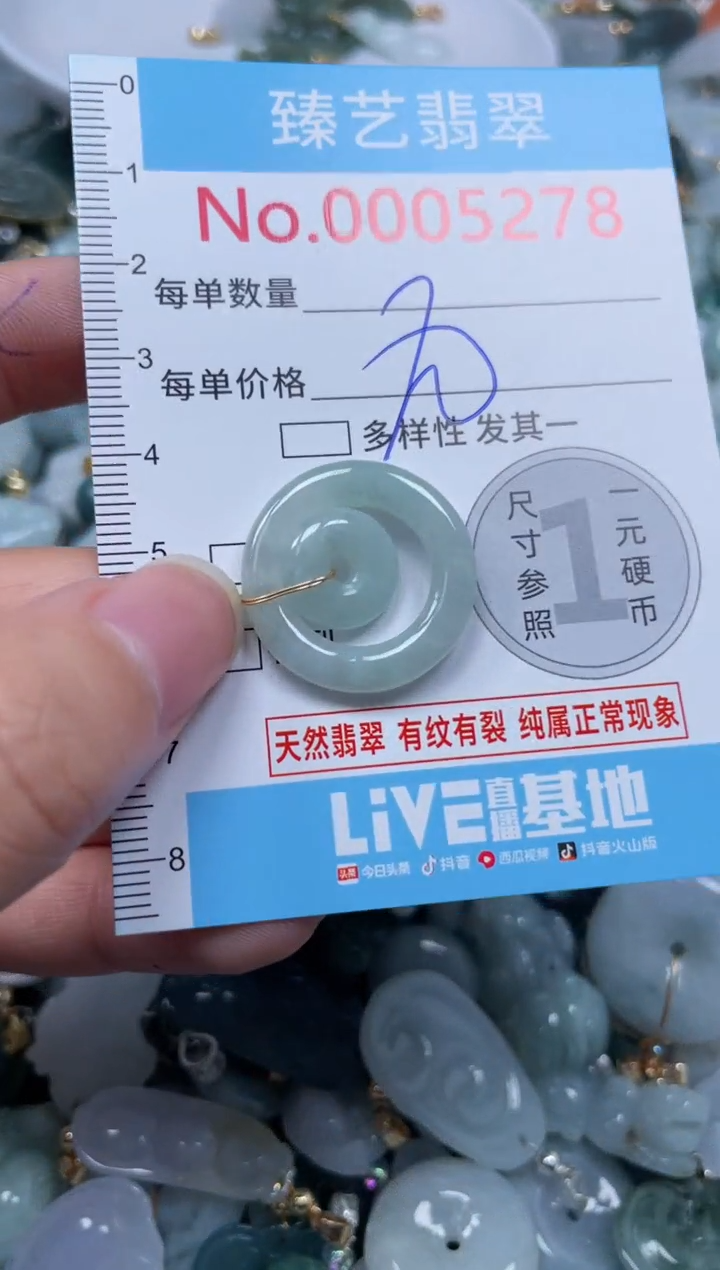 0
臻艺翡翠
1
No.0005278
2
每单数量
3
每单价格
4
多样性 发其一
5
尺寸参照
1
一元硬币
7
天然翡翠 有纹有裂 纯属正常现象
LiVE直播基地
8
头条 今日头条 抖音 西瓜视频 抖音火山版